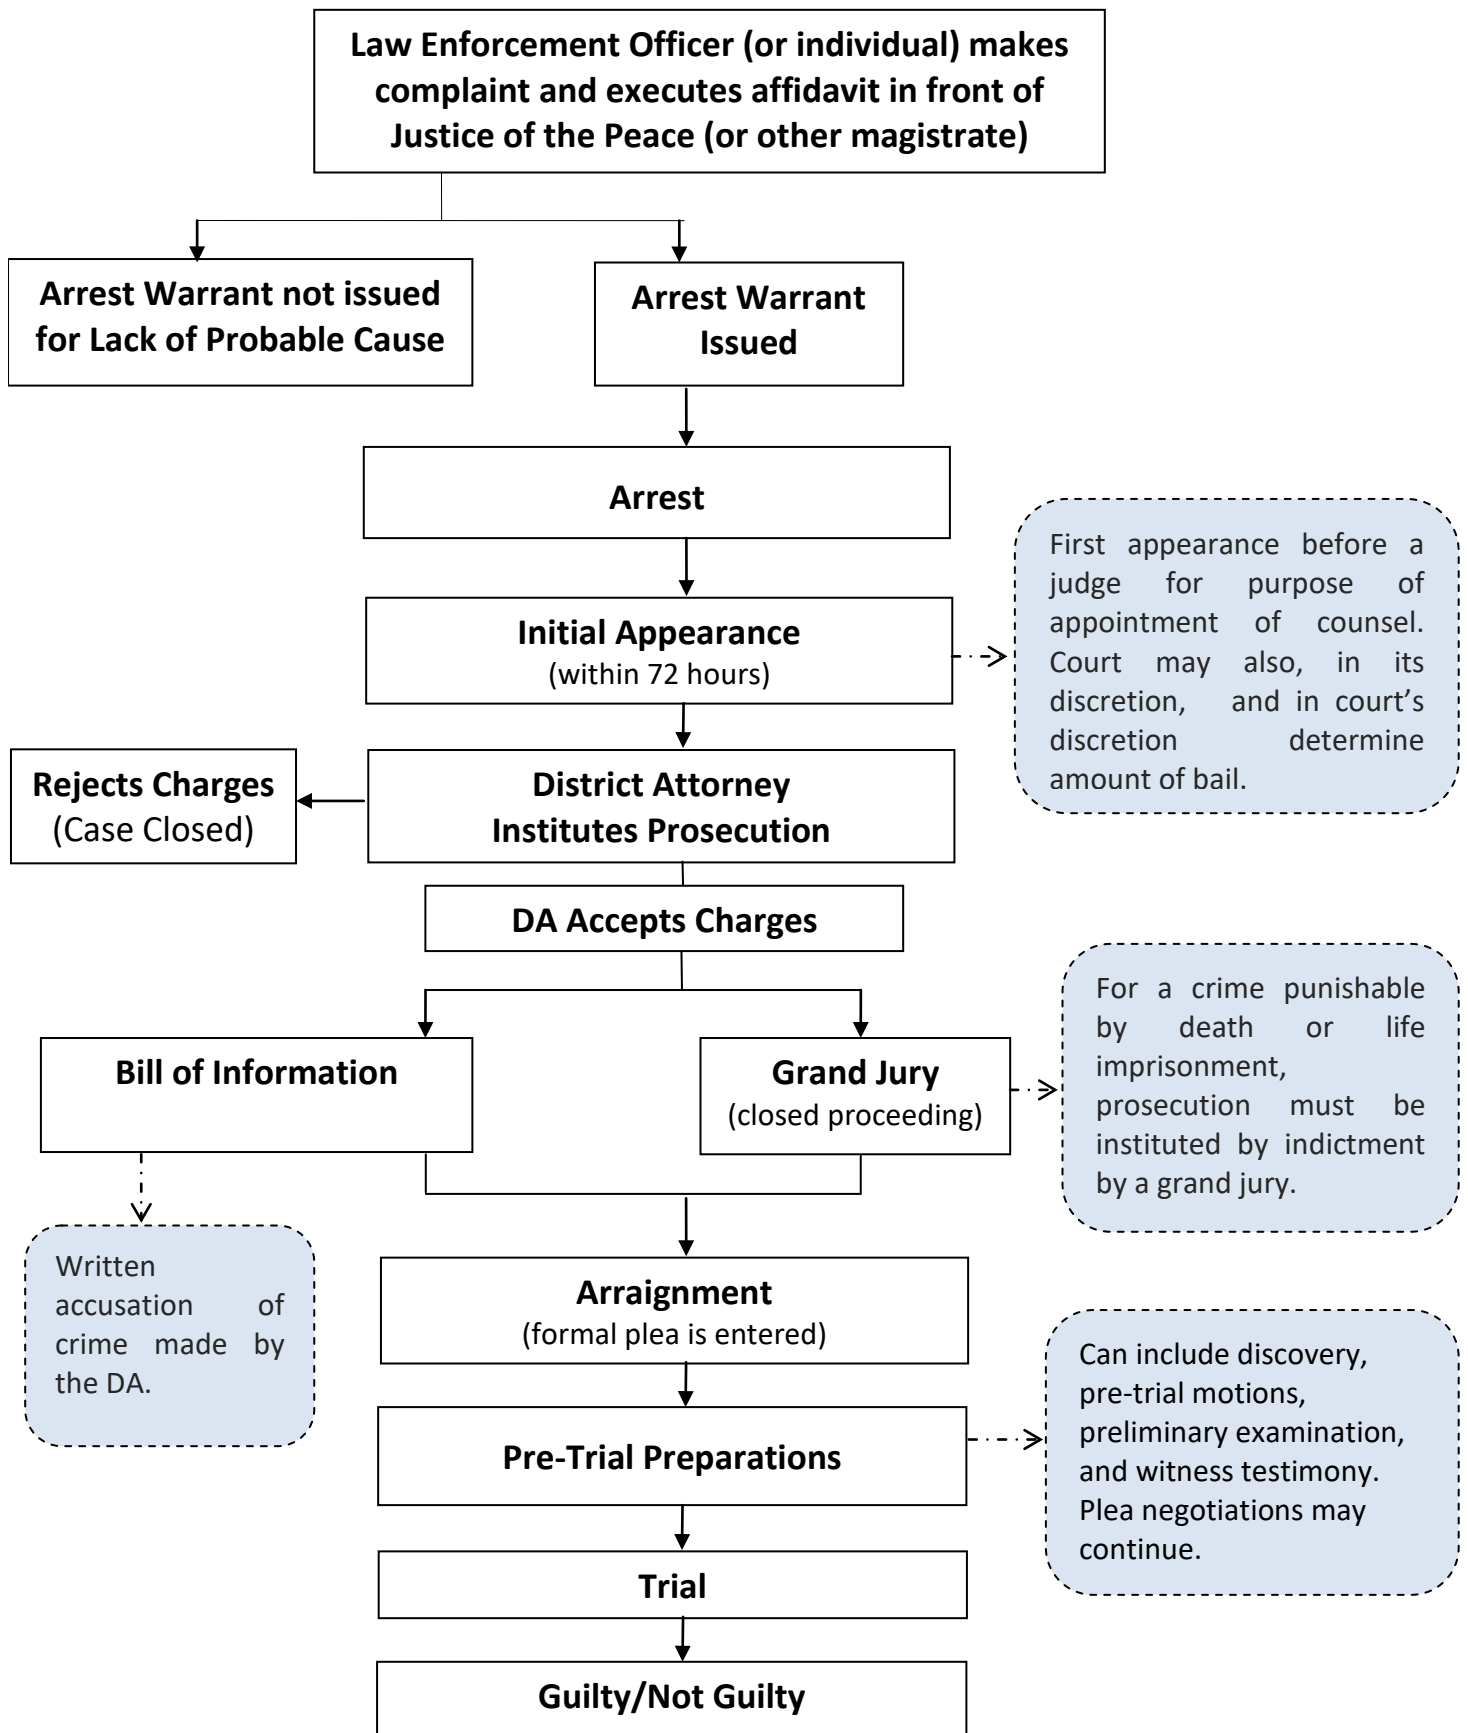 Law Enforcement Officer (or individual) makes
complaint and executes affidavit in front of
Justice of the Peace (or other magistrate)
Arrest Warrant not issued
for Lack of Probable Cause
Arrest Warrant
Issued
Arrest
Initial Appearance
(within 72 hours)
First appearance before a
judge for purpose of
appointment of counsel.
Court may also, in its
discretion, and in court’s
discretion determine
amount of bail.
Rejects Charges
(Case Closed)
District Attorney
Institutes Prosecution
DA Accepts Charges
Bill of Information
Grand Jury
(closed proceeding)
For a crime punishable
by death or life
imprisonment,
prosecution must be
instituted by indictment
by a grand jury.
Written
accusation of
crime made by
the DA.
Arraignment
(formal plea is entered)
Pre-Trial Preparations
Can include discovery,
pre-trial motions,
preliminary examination,
and witness testimony.
Plea negotiations may
continue.
Trial
Guilty/Not Guilty